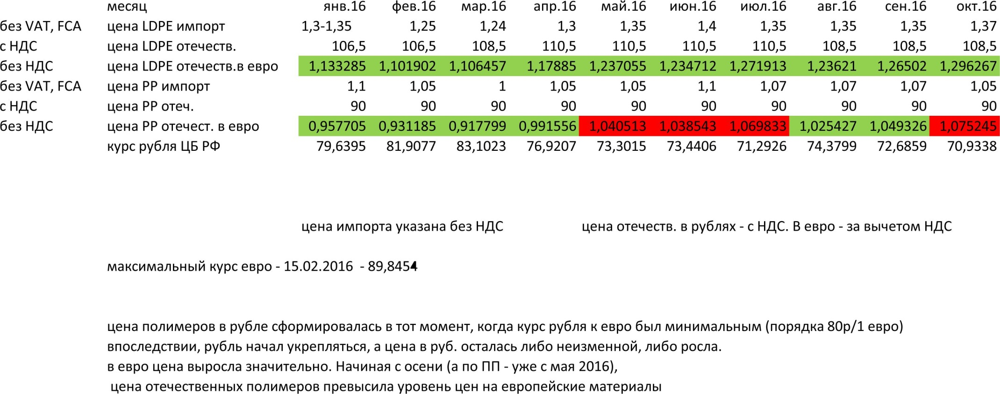 месяц янв.16 фев.16 мар.16 апр.16 май.16 июн.16 июл.16 авг.16 сен.16 окт.16
без VAT, FCA цена LDPE импорт 1,3-1,35 1,25 1,24 1,3 1,35 1,4 1,35 1,35 1,35 1,37
с НДС цена LDPE отечеств. 106,5 106,5 108,5 110,5 110,5 110,5 110,5 108,5 108,5 108,5
без НДС цена LDPE отечеств.в евро 1,133285 1,101902 1,106457 1,17885 1,237055 1,234712 1,271913 1,23621 1,26502 1,296267
без VAT, FCA цена PP импорт 1,1 1,05 1 1,05 1,05 1,1 1,07 1,07 1,07 1,05
с НДС цена PP отеч. 90 90 90 90 90 90 90 90 90 90
без НДС цена PP отечест. в евро 0,957705 0,931185 0,917799 0,991556 1,040513 1,038543 1,069833 1,025427 1,049326 1,075245
курс рубля ЦБ РФ 79,6395 81,9077 83,1023 76,9207 73,3015 73,4406 71,2926 74,3799 72,6859 70,9338
цена импорта указана без НДС цена отечеств. в рублях - с НДС. В евро - за вычетом НДС
максимальный курс евро - 15.02.2016 - 89,8454
цена полимеров в рубле сформировалась в тот момент, когда курс рубля к евро был минимальным (порядка 80р/1 евро)
впоследствии, рубль начал укрепляться, а цена в руб. осталась либо неизменной, либо росла.
в евро цена выросла значительно. Начиная с осени (а по ПП - уже с мая 2016),
цена отечественных полимеров превысила уровень цен на европейские материалы